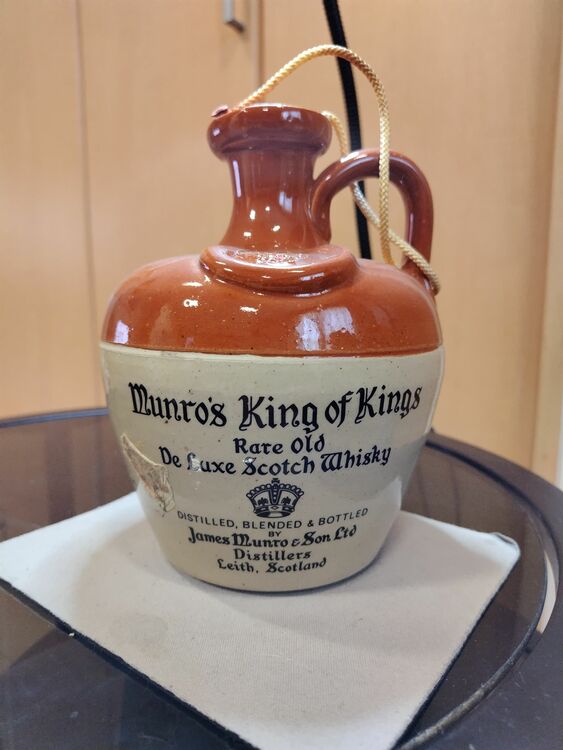 Munro's King of Kings
Rare Old
De Luxe Scotch Whisky
DISTILLED, BLENDED & BOTTLED
BY
James Munro & Son Ltd
Distillers
Leith, Scotland